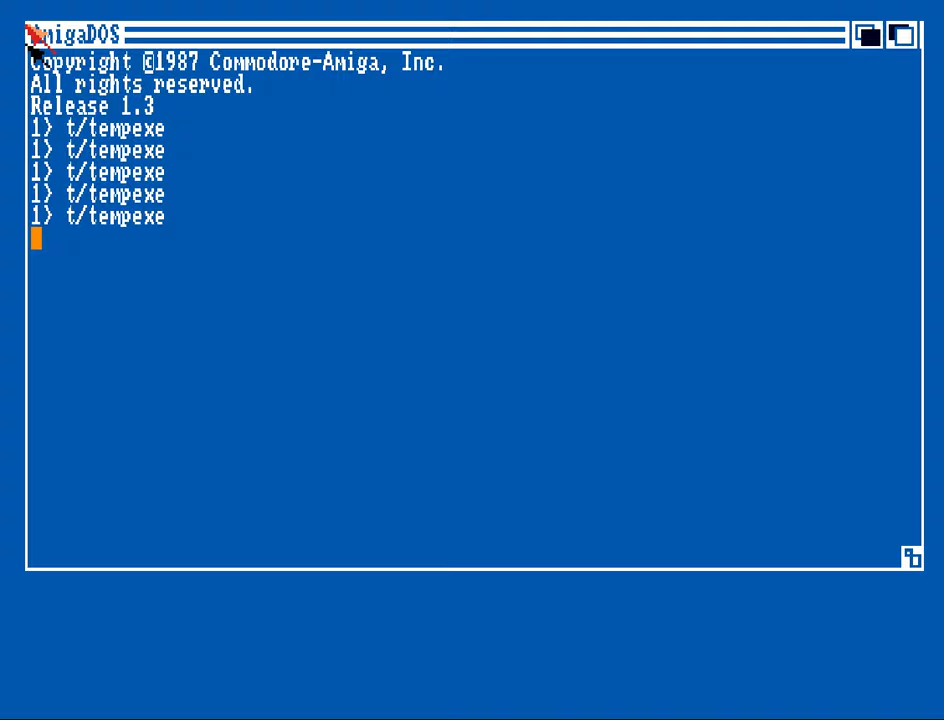 AmigaDOS
Copyright ©1987 Commodore-Amiga, Inc.
All rights reserved.
Release 1.3
1> t/tempexe
1> t/tempexe
1> t/tempexe
1> t/tempexe
1> t/tempexe